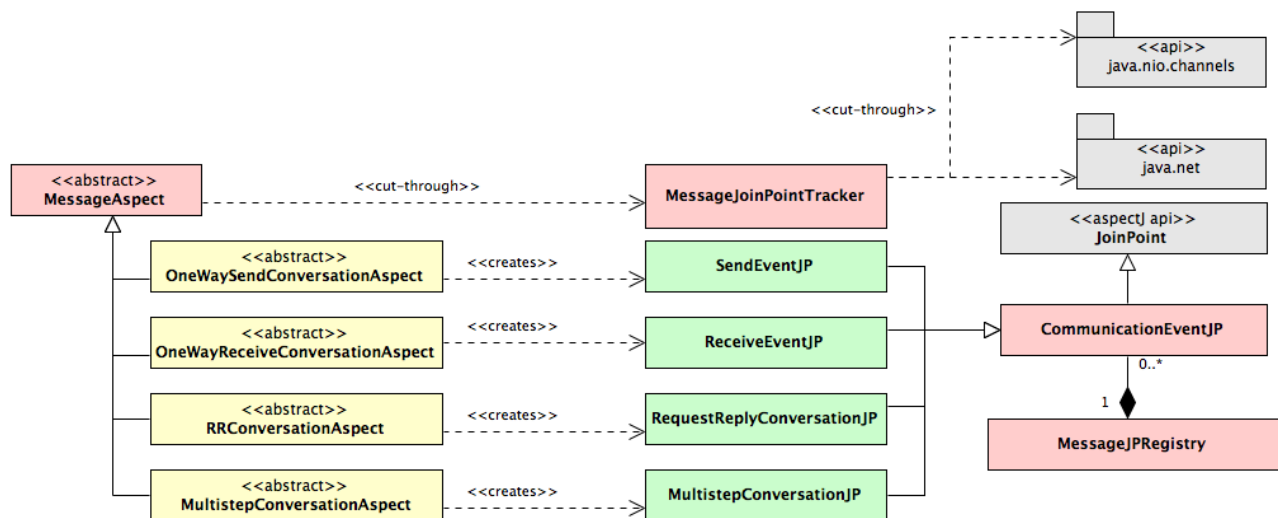 <<api>>
java.nio.channels
<<cut-through>>
<<api>>
java.net
<<abstract>>
MessageAspect
<<cut-through>>
MessageJoinPointTracker
<<aspectJ api>>
JoinPoint
<<abstract>>
OneWaySendConversationAspect
<<creates>>
SendEventJP
<<abstract>>
OneWayReceiveConversationAspect
<<creates>>
ReceiveEventJP
CommunicationEventJP
0..*
1
<<abstract>>
RRConversationAspect
<<creates>>
RequestReplyConversationJP
MessageJPRegistry
<<abstract>>
MultistepConversationAspect
<<creates>>
MultistepConversationJP